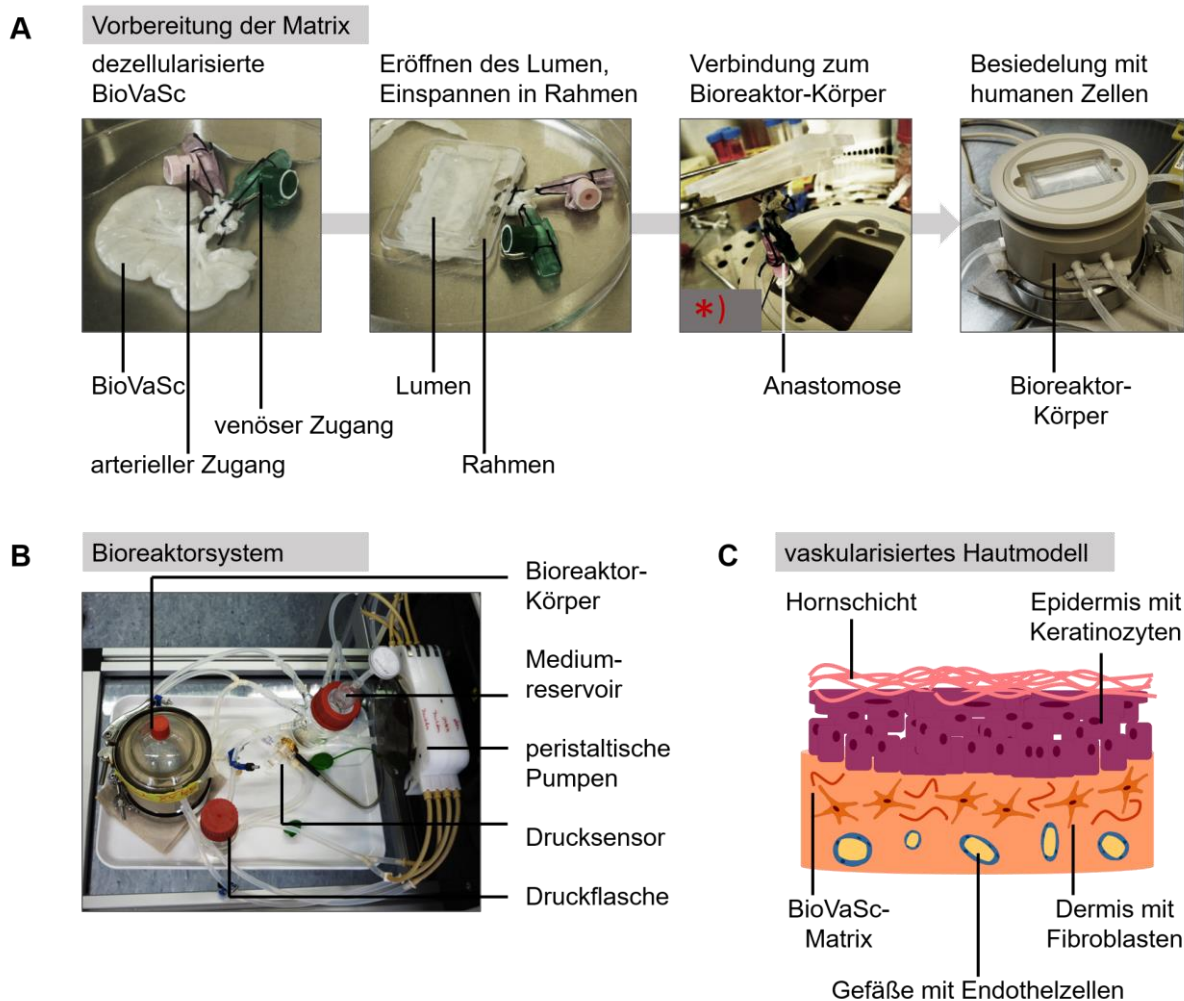 A
Vorbereitung der Matrix
dezellularisierte
BioVaSc
Eröffnen des Lumen,
Einspannen in Rahmen
Verbindung zum
Bioreaktor-Körper
Besiedelung mit
humanen Zellen
*)
BioVaSc
venöser Zugang
arterieller Zugang
Lumen
Rahmen
Anastomose
Bioreaktor-
Körper
B
Bioreaktorsystem
Bioreaktor-
Körper
Medium-
reservoir
peristaltische
Pumpen
Drucksensor
Druckflasche
C
vaskularisiertes Hautmodell
Hornschicht
Epidermis mit
Keratinozyten
BioVaSc-
Matrix
Dermis mit
Fibroblasten
Gefäße mit Endothelzellen